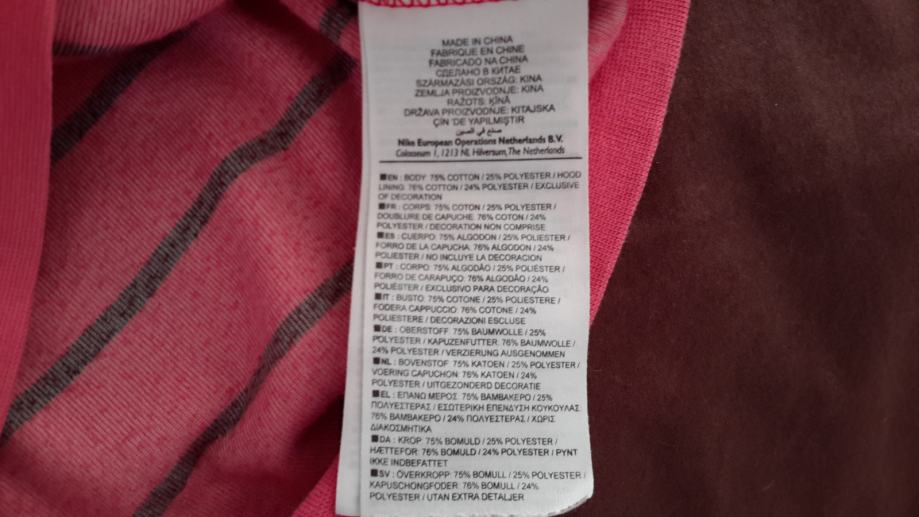 MADE IN CHINA
FABRIQUE EN CHINE
FABRICADO NA CHINA
СДЕЛАНО В КИТАЕ
SZÁRMAZÁSI ORSZÁG: KINA
ZEMLJA PROIZVODNJE: KINA
RAŽOTS: ĶĪNĀ
DRŽAVA PROIZVODNJE: KITAJSKA
ÇİN 'DE YAPILMIŞTIR
صنع في الصين
Nike European Operations Netherlands B.V.
Colosseum 1, 1213 NL Hilversum, The Netherlands
EN : BODY: 75% COTTON / 25% POLYESTER / HOOD
LINING: 76% COTTON / 24% POLYESTER / EXCLUSIVE
OF DECORATION
FR : CORPS: 75% COTON / 25% POLYESTER /
DOUBLURE DE CAPUCHE: 76% COTON / 24%
POLYESTER / DECORATION NON COMPRISE
ES : CUERPO: 75% ALGODON / 25% POLIESTER /
FORRO DE LA CAPUCHA: 76% ALGODON / 24%
POLIESTER / NO INCLUYE LA DECORACION
PT : CORPO: 75% ALGODÃO / 25% POLIÉSTER /
FORRO DE CARAPUÇO: 76% ALGODÃO / 24%
POLIÉSTER / EXCLUSIVO PARA DECORAÇÃO
IT : BUSTO: 75% COTONE / 25% POLIESTERE /
FODERA CAPPUCCIO: 76% COTONE / 24%
POLIESTERE / DECORAZIONI ESCLUSE
DE : OBERSTOFF: 75% BAUMWOLLE / 25%
POLYESTER / KAPUZENFUTTER: 76% BAUMWOLLE /
24% POLYESTER / VERZIERUNG AUSGENOMMEN
NL : BOVENSTOF: 75% KATOEN / 25% POLYESTER /
VOERING CAPUCHON: 76% KATOEN / 24%
POLYESTER / UITGEZONDERD DECORATIE
EL : ΕΠΑΝΩ ΜΕΡΟΣ: 75% ΒΑΜΒΑΚΕΡΟ / 25%
ΠΟΛΥΕΣΤΕΡΑΣ / ΕΣΩΤΕΡΙΚΗ ΕΠΕΝΔΥΣΗ ΚΟΥΚΟΥΛΑΣ:
76% ΒΑΜΒΑΚΕΡΟ / 24% ΠΟΛΥΕΣΤΕΡΑΣ / ΧΩΡΙΣ
ΔΙΑΚΟΣΜΗΤΙΚΑ
DA : KROP: 75% BOMULD / 25% POLYESTER /
HÆTTEFOR: 76% BOMULD / 24% POLYESTER / PYNT
IKKE INDBEFATTET
SV : ÖVERKROPP: 75% BOMULL / 25% POLYESTER /
KAPUSCHONGFODER: 76% BOMULL / 24%
POLYESTER / UTAN EXTRA DETALJER